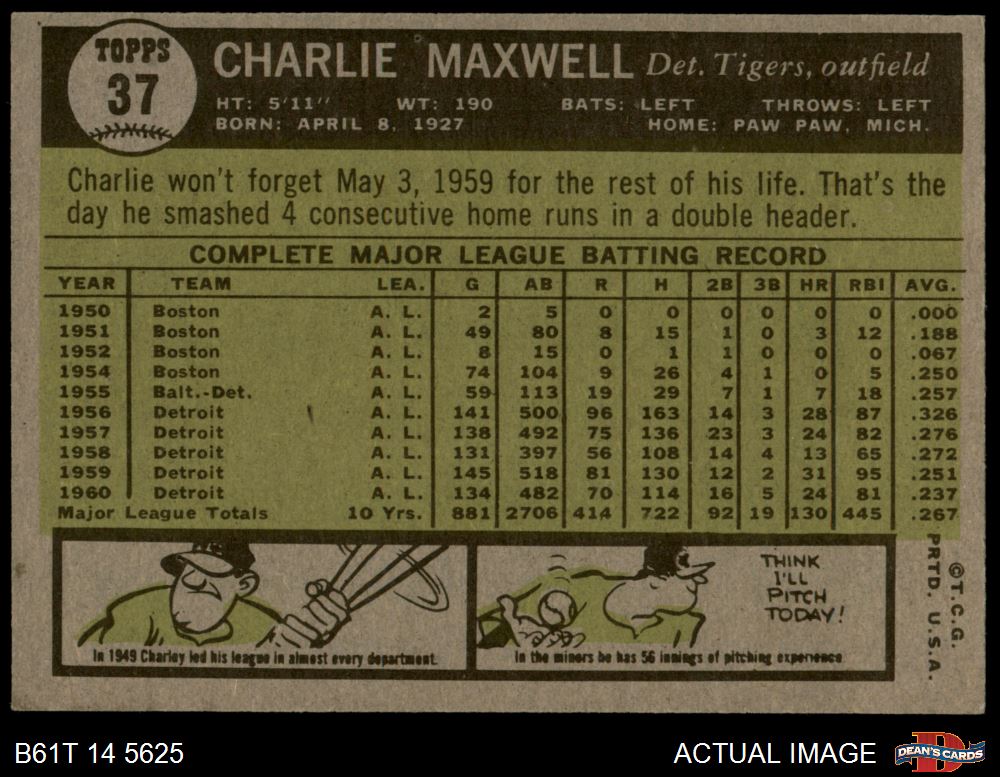 TOPPS
37
CHARLIE MAXWELL Det. Tigers, outfield
HT: 5'11" WT: 190 BATS: LEFT THROWS: LEFT
BORN: APRIL 8, 1927 HOME: PAW PAW, MICH.
Charlie won't forget May 3, 1959 for the rest of his life. That's the
day he smashed 4 consecutive home runs in a double header.
COMPLETE MAJOR LEAGUE BATTING RECORD
YEAR TEAM LEA. G AB R H 2B 3B HR RBI AVG.
1950 Boston A. L. 2 5 0 0 0 0 0 0 .000
1951 Boston A. L. 49 80 8 15 1 0 3 12 .188
1952 Boston A. L. 8 15 0 1 1 0 0 0 .067
1954 Boston A. L. 74 104 9 26 4 1 0 5 .250
1955 Balt.-Det. A. L. 59 113 19 29 7 1 7 18 .257
1956 Detroit A. L. 141 500 96 163 14 3 28 87 .326
1957 Detroit A. L. 138 492 75 136 23 3 24 82 .276
1958 Detroit A. L. 131 397 56 108 14 4 13 65 .272
1959 Detroit A. L. 145 518 81 130 12 2 31 95 .251
1960 Detroit A. L. 134 482 70 114 16 5 24 81 .237
Major League Totals 10 Yrs. 881 2706 414 722 92 19 130 445 .267
THINK
I'LL
PITCH
TODAY!
In 1949 Charley led his league in almost every department.
In the minors he has 56 innings of pitching experience
©T.C.G.
PRTD. U.S.A.
B61T 14 5625
ACTUAL IMAGE
D
DEAN'S CARDS